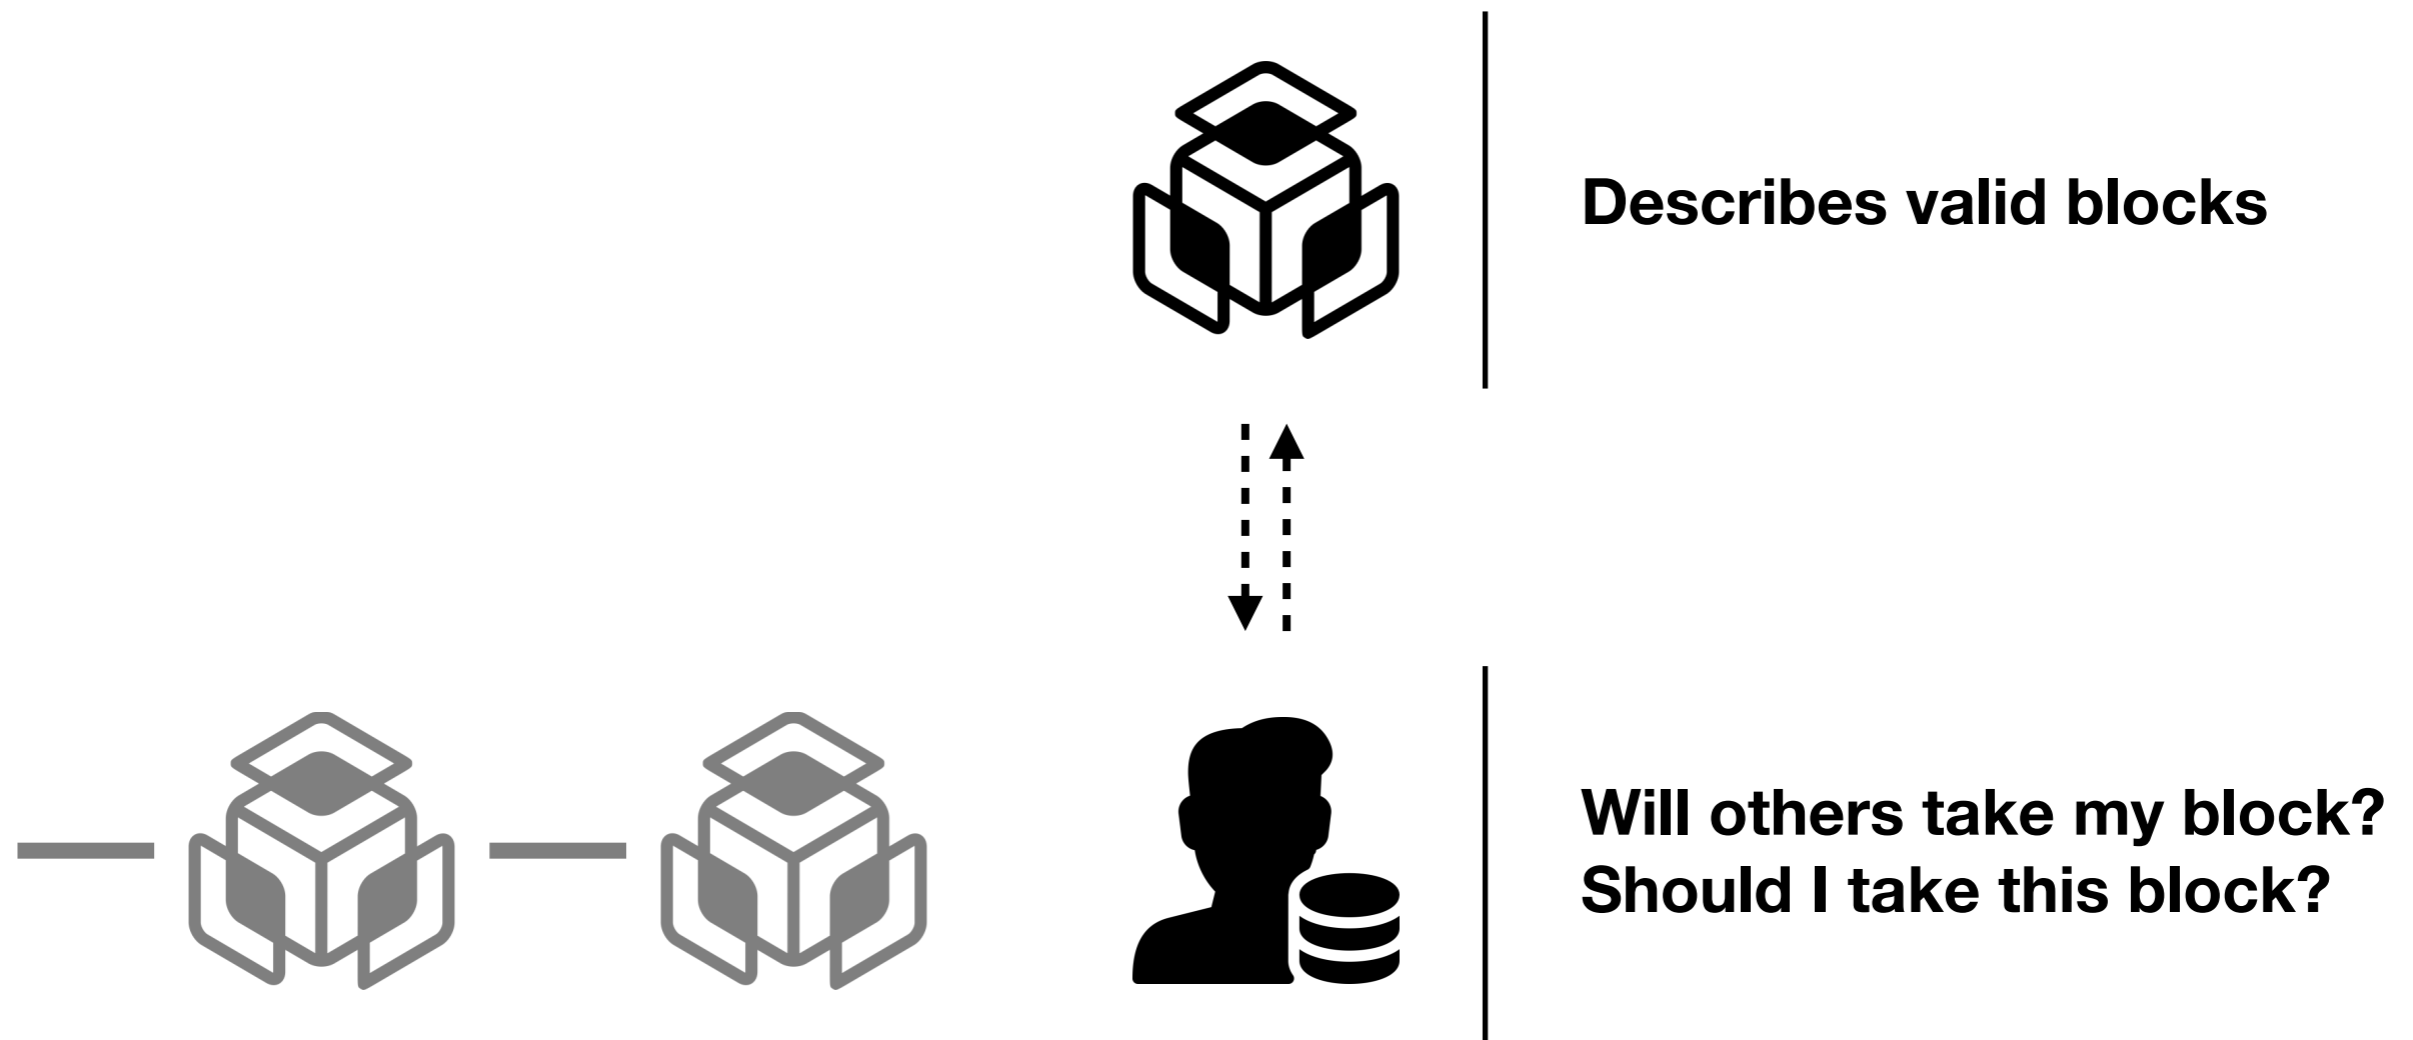 Describes valid blocks
Will others take my block?
Should I take this block?